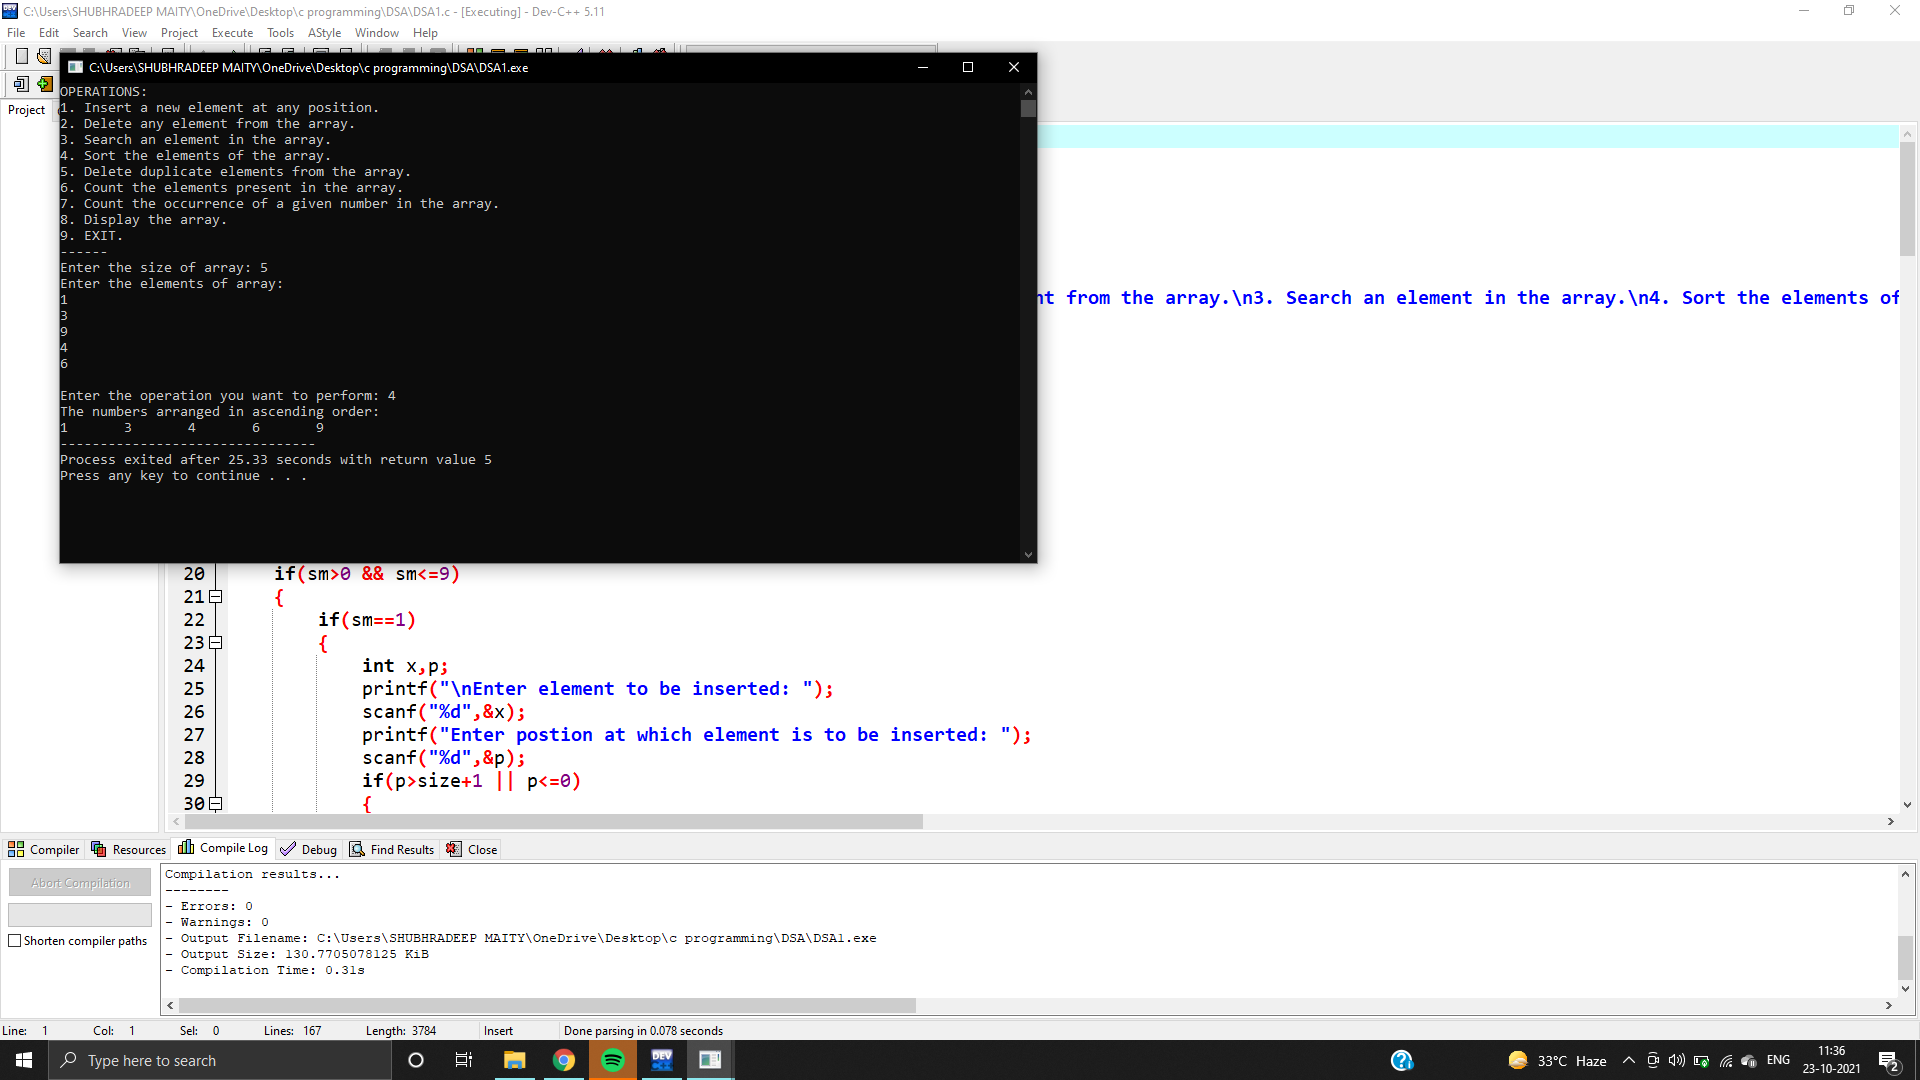 C:\Users\SHUBHRADEEP MAITY\OneDrive\Desktop\c programming\DSA\DSA1.c - [Executing] - Dev-C++ 5.11
File Edit Search View Project Execute Tools AStyle Window Help
C:\Users\SHUBHRADEEP MAITY\OneDrive\Desktop\c programming\DSA\DSA1.exe
Project
OPERATIONS:
1. Insert a new element at any position.
2. Delete any element from the array.
3. Search an element in the array.
4. Sort the elements of the array.
5. Delete duplicate elements from the array.
6. Count the elements present in the array.
7. Count the occurrence of a given number in the array.
8. Display the array.
9. EXIT.
------
Enter the size of array: 5
Enter the elements of array:
1
3
9
4
6
Enter the operation you want to perform: 4
The numbers arranged in ascending order:
1 3 4 6 9
--------------------------------
Process exited after 25.33 seconds with return value 5
Press any key to continue . . .
nt from the array.\n3. Search an element in the array.\n4. Sort the elements of
20 if(sm>0 && sm<=9)
21 {
22 if(sm==1)
23 {
24 int x,p;
25 printf("\nEnter element to be inserted: ");
26 scanf("%d",&x);
27 printf("Enter postion at which element is to be inserted: ");
28 scanf("%d",&p);
29 if(p>size+1 || p<=0)
30 {
Compiler Resources Compile Log Debug Find Results Close
Abort Compilation
Shorten compiler paths
Compilation results...
--------
- Errors: 0
- Warnings: 0
- Output Filename: C:\Users\SHUBHRADEEP MAITY\OneDrive\Desktop\c programming\DSA\DSA1.exe
- Output Size: 130.7705078125 KiB
- Compilation Time: 0.31s
Line: 1 Col: 1 Sel: 0 Lines: 167 Length: 3784 Insert Done parsing in 0.078 seconds
Type here to search
DEV
33°C Haze
ENG
11:36
23-10-2021
2